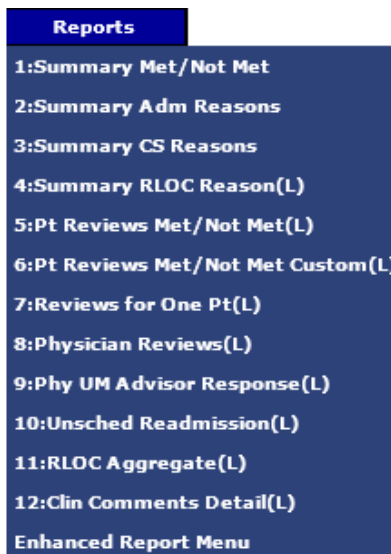 Reports
1:Summary Met/Not Met
2:Summary Adm Reasons
3:Summary CS Reasons
4:Summary RLOC Reason(L)
5:Pt Reviews Met/Not Met(L)
6:Pt Reviews Met/Not Met Custom(L)
7:Reviews for One Pt(L)
8:Physician Reviews(L)
9:Phy UM Advisor Response(L)
10:Unsched Readmission(L)
11:RLOC Aggregate(L)
12:Clin Comments Detail(L)
Enhanced Report Menu